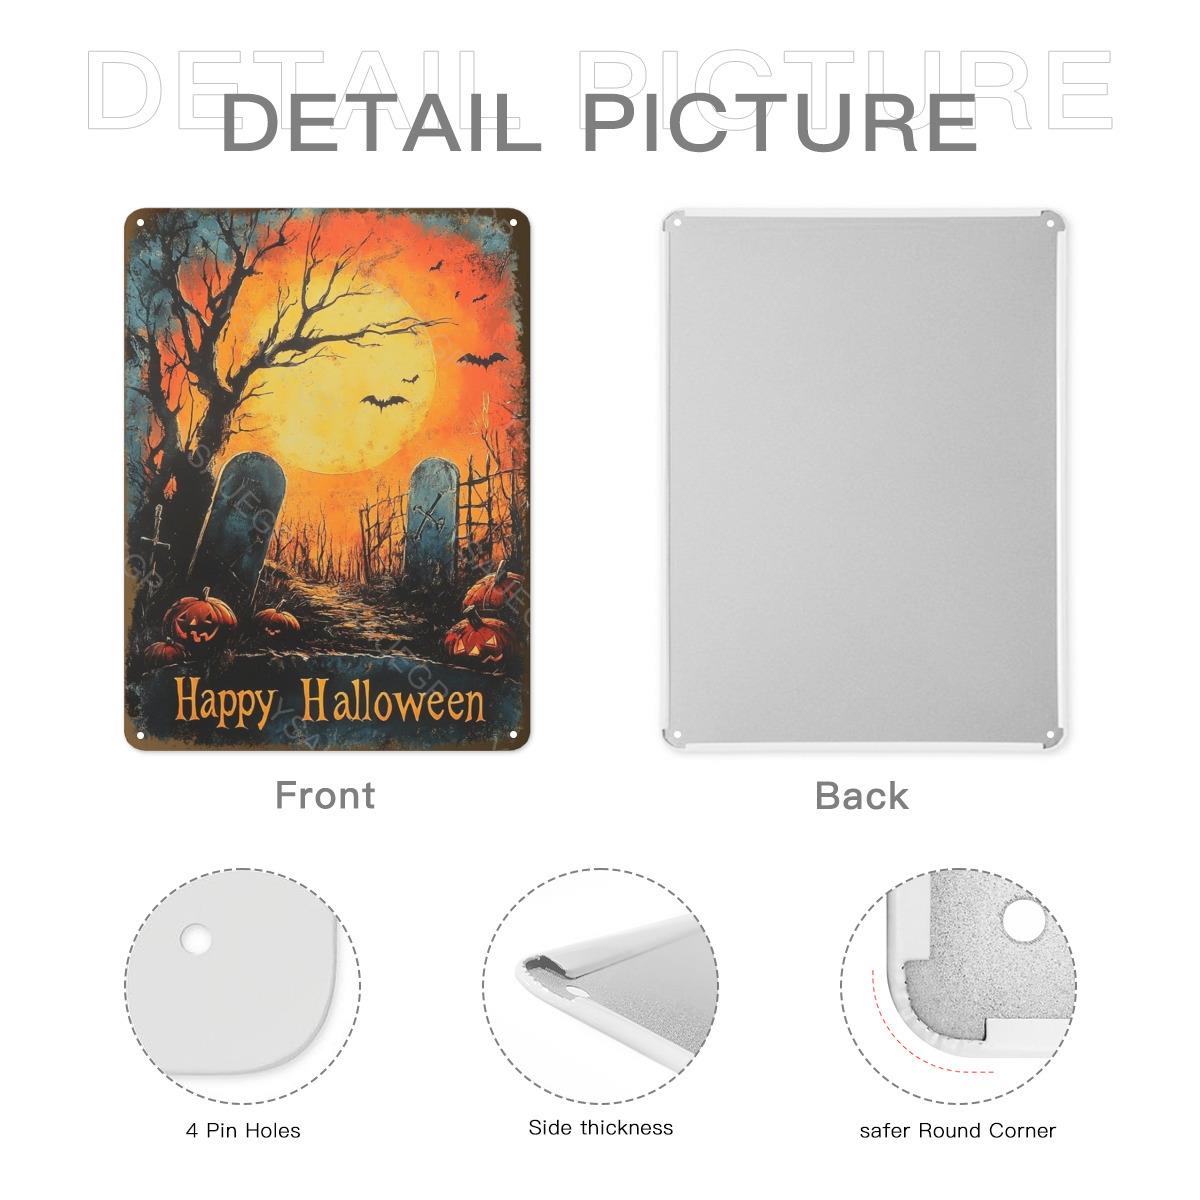 DETAIL PICTURE
DETAIL PICTURE
Happy Halloween
Front
Back
4 Pin Holes
Side thickness
safer Round Corner